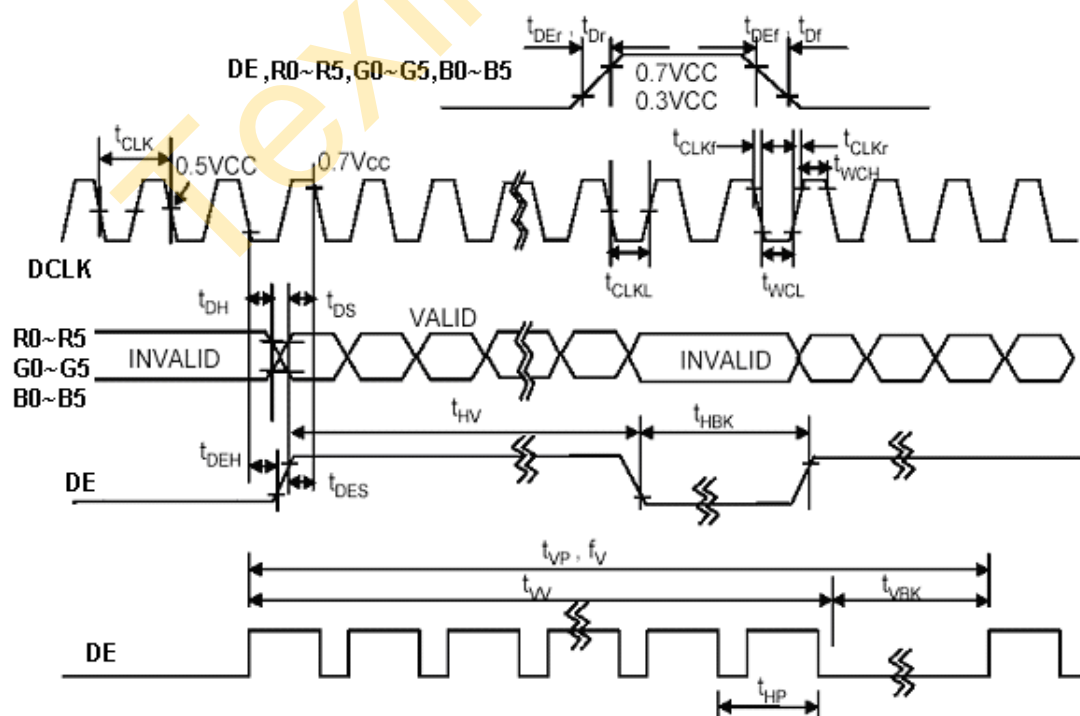 Texin
tDEr , tDr
tDEf , tDf
DE ,R0~R5,G0~G5,B0~B5
0.7VCC
0.3VCC
tCLK
0.5VCC
0.7Vcc
tCLKf
tCLKr
tWCH
DCLK
tCLKL
tWCL
tDH
tDS
VALID
R0~R5
G0~G5
B0~B5
INVALID
INVALID
tHV
tHBK
tDEH
DE
tDES
tVP , fV
tVV
tVBK
DE
tHP